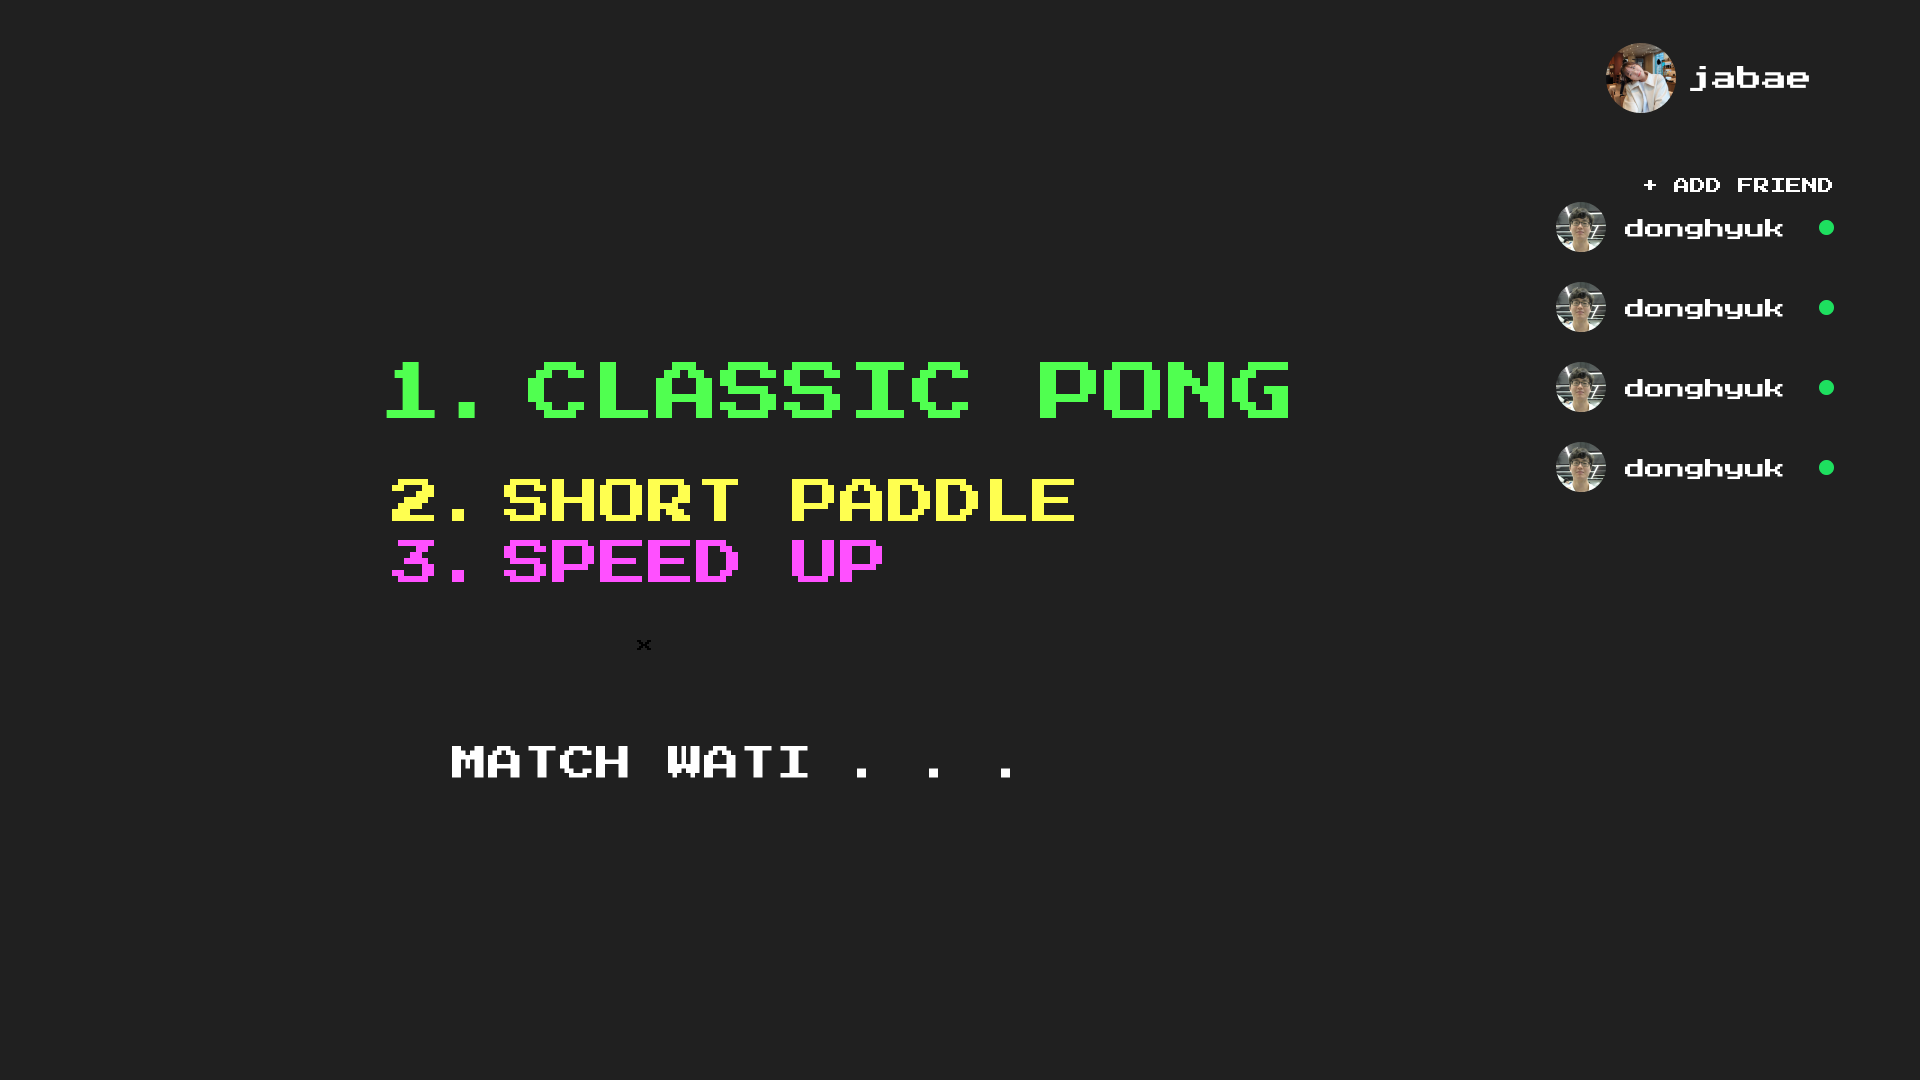 jabae
+ ADD FRIEND
donghyuk
donghyuk
donghyuk
donghyuk
1. CLASSIC PONG
2. SHORT PADDLE
3. SPEED UP
×
MATCH WATI . . .